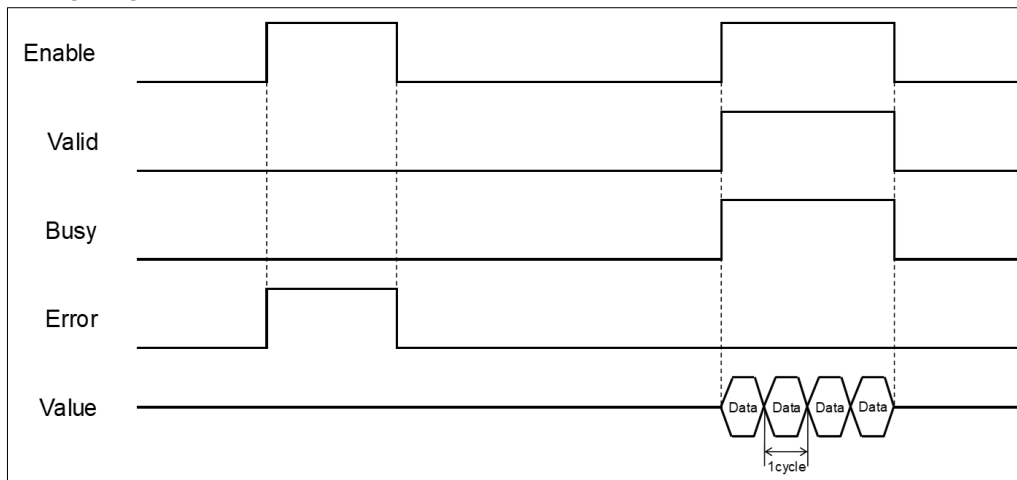 Enable
Valid
Busy
Error
Value
Data Data Data Data
1cycle